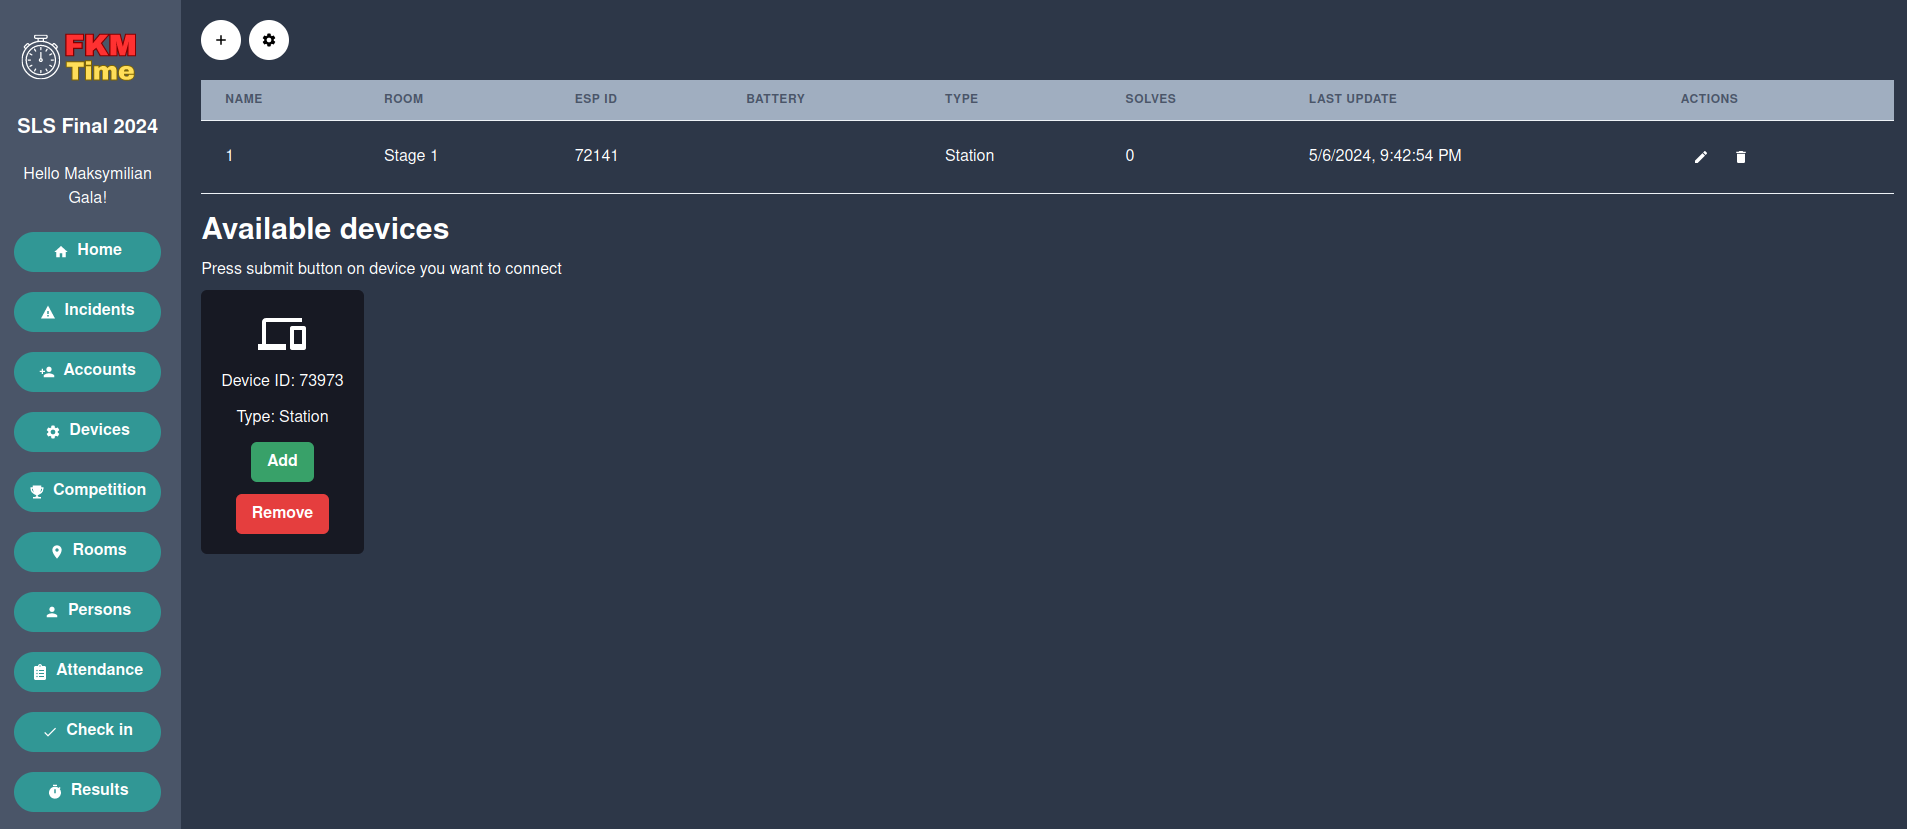 FKM
Time
SLS Final 2024
Hello Maksymilian
Gala!
Home
Incidents
Accounts
Devices
Competition
Rooms
Persons
Attendance
Check in
Results
NAME ROOM ESP ID BATTERY TYPE SOLVES LAST UPDATE ACTIONS
1 Stage 1 72141 Station 0 5/6/2024, 9:42:54 PM
Available devices
Press submit button on device you want to connect
Device ID: 73973
Type: Station
Add
Remove